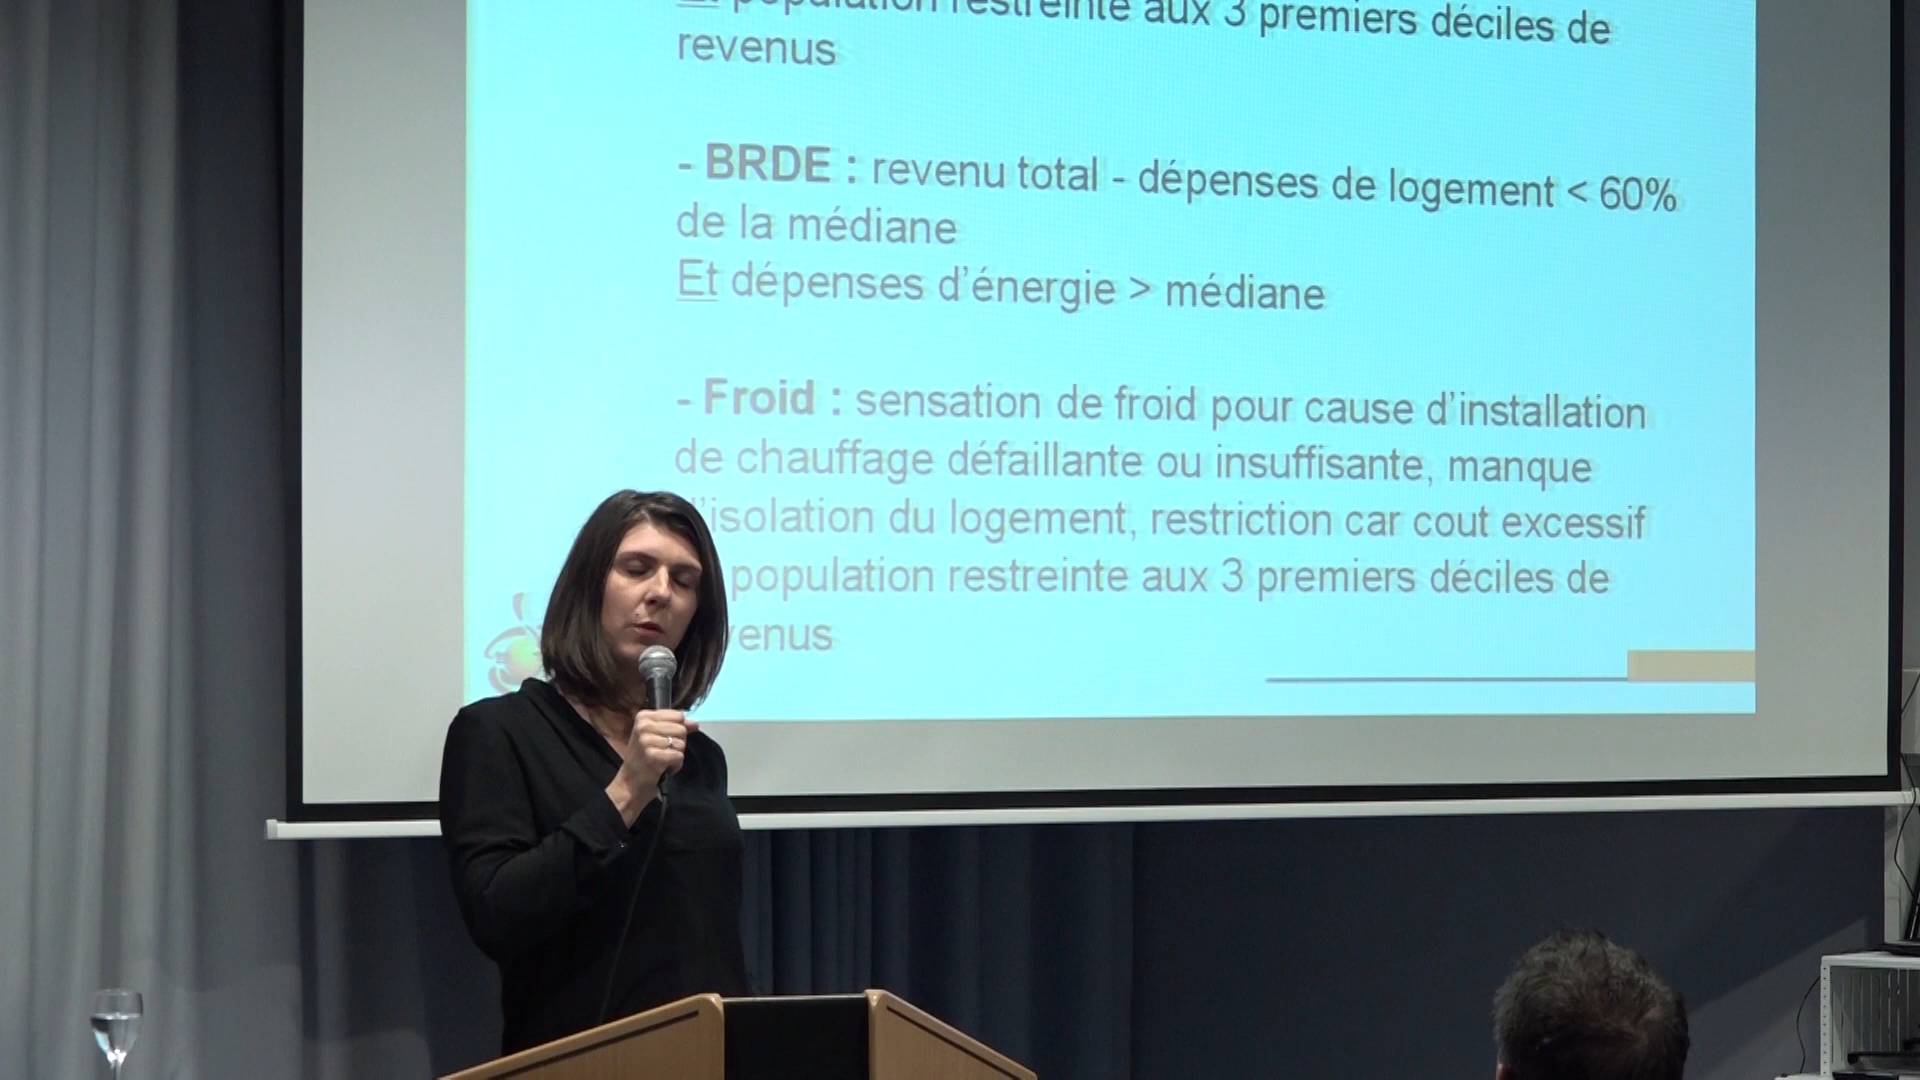 population restreinte aux 3 premiers déciles de
revenus
- BRDE : revenu total - dépenses de logement < 60%
de la médiane
Et dépenses d'énergie > médiane
- Froid : sensation de froid pour cause d'installation
de chauffage défaillante ou insuffisante, manque
isolation du logement, restriction car cout excessif
population restreinte aux 3 premiers déciles de
venus